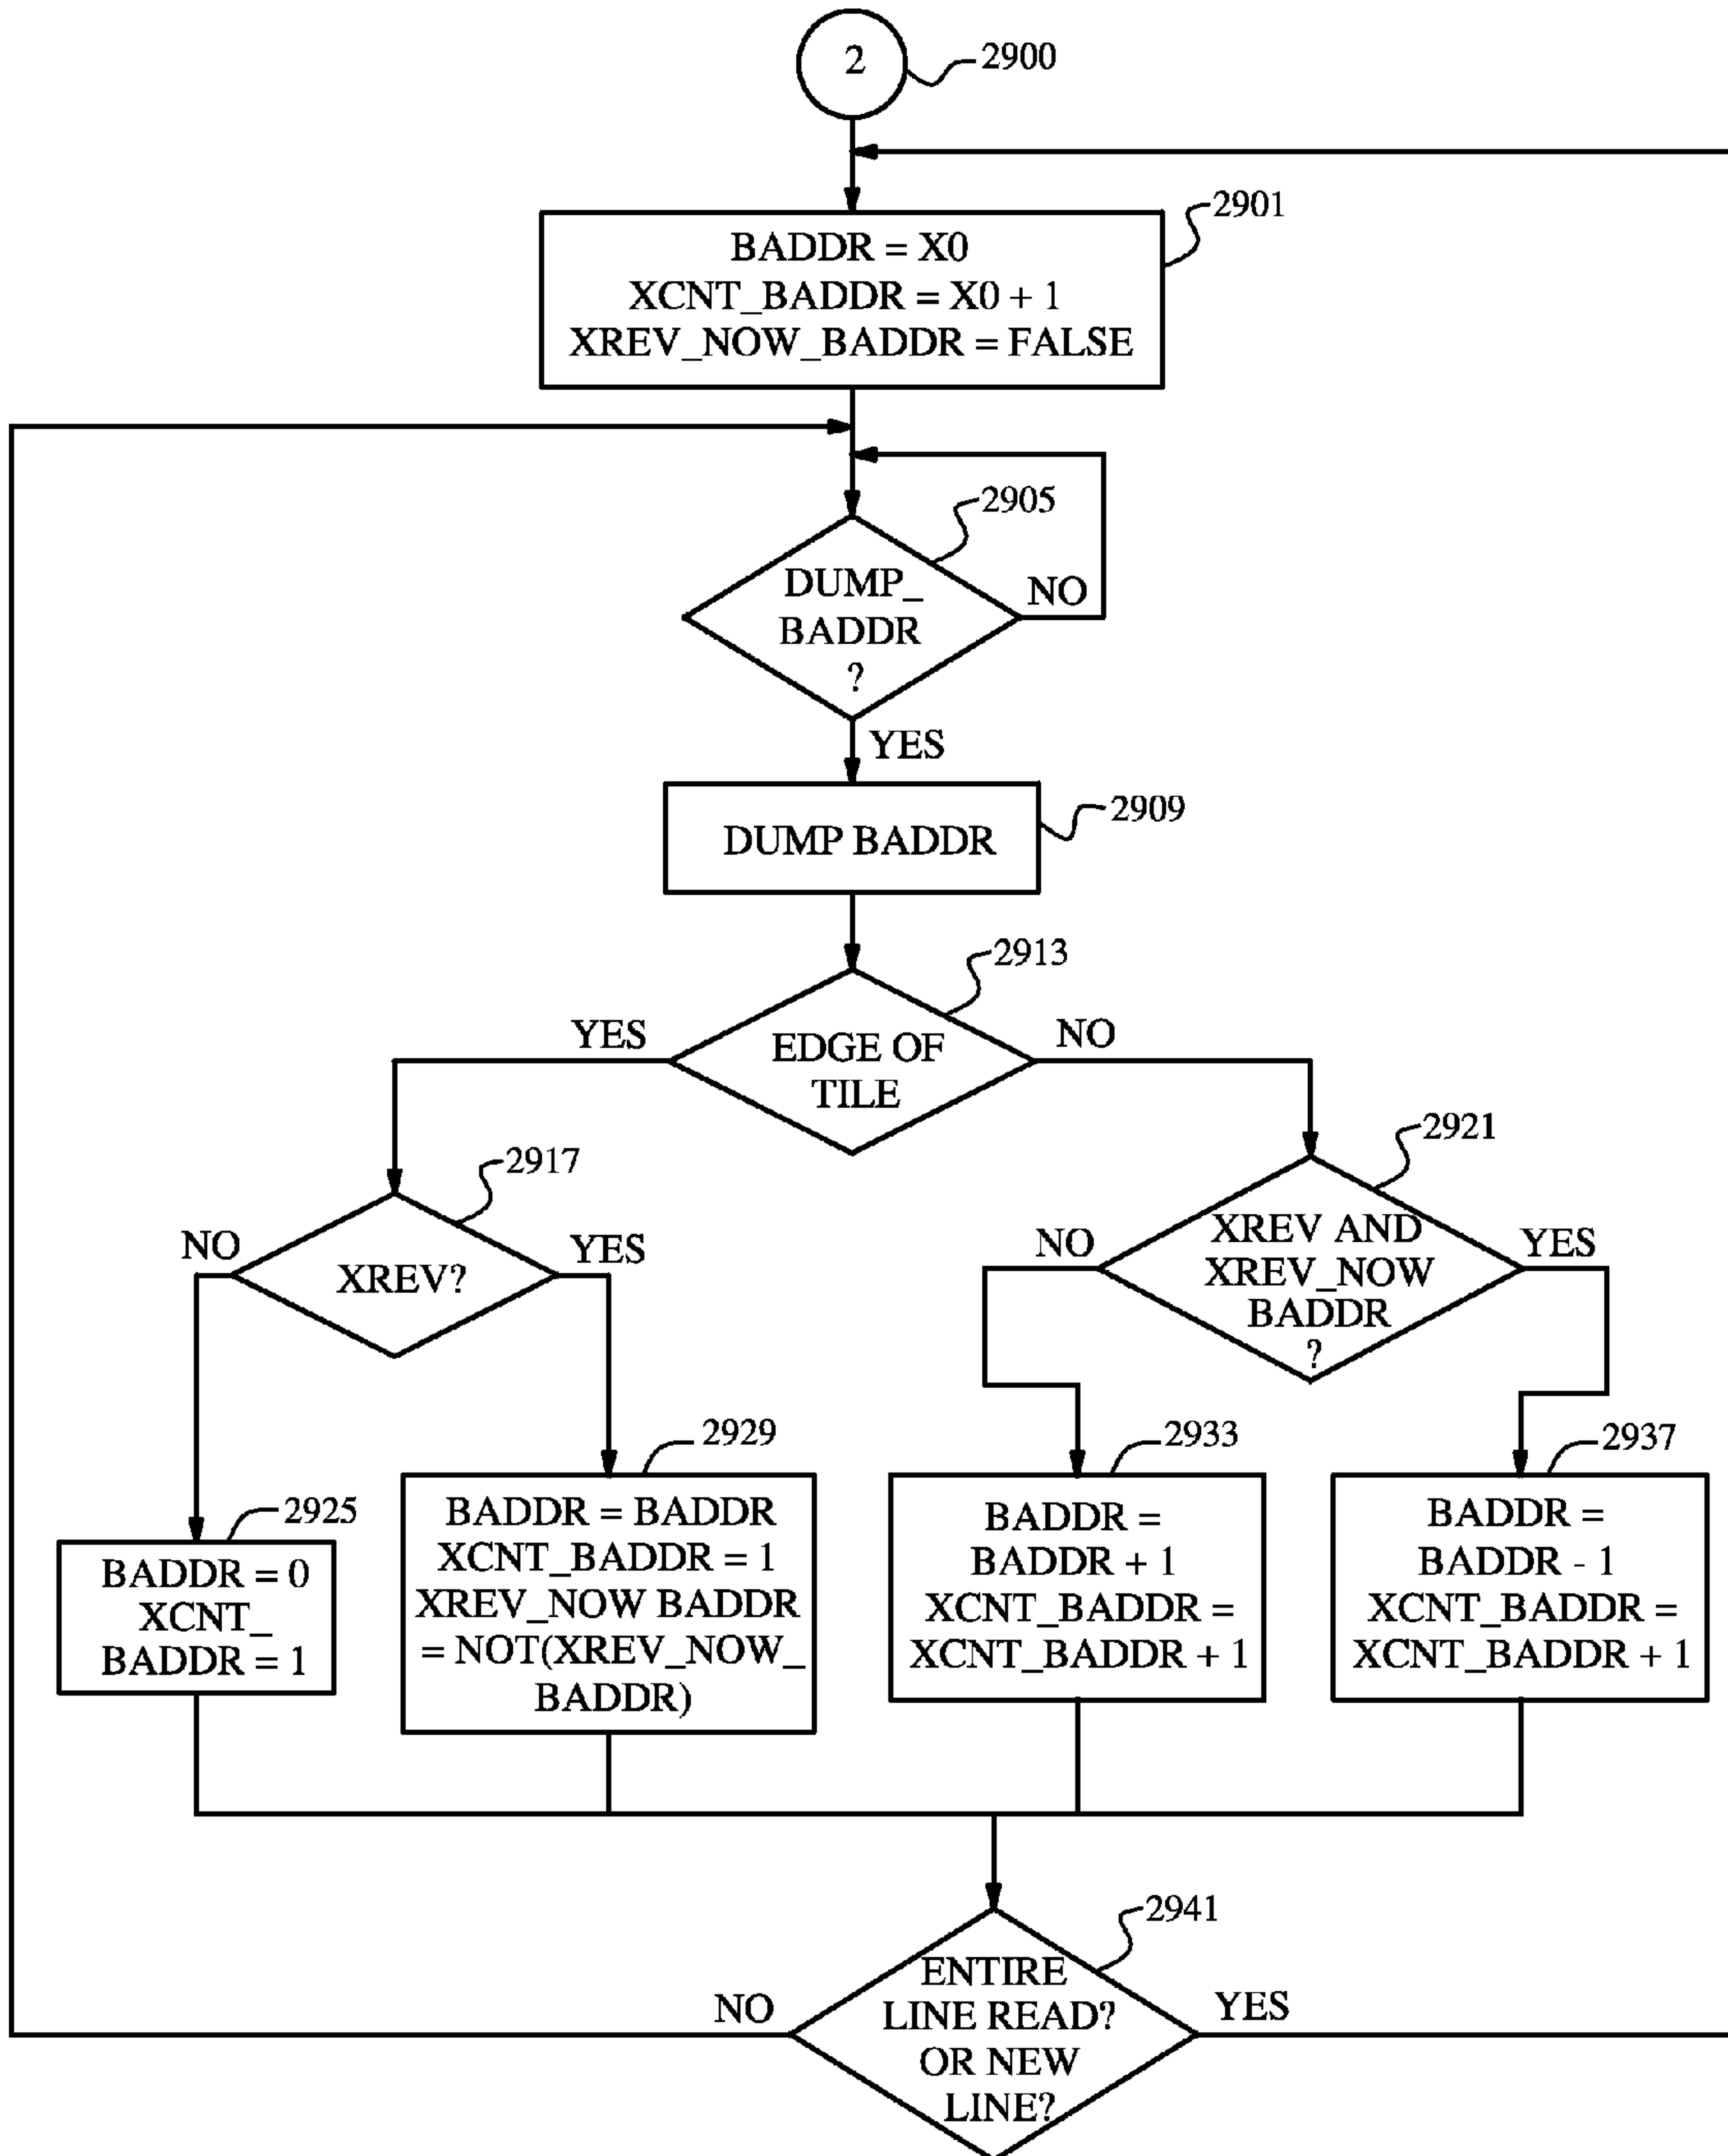 2
2900
2901
BADDR = X0
XCNT_BADDR = X0 + 1
XREV_NOW_BADDR = FALSE
2905
DUMP_
BADDR
?
NO
YES
2909
DUMP BADDR
2913
YES
NO
EDGE OF
TILE
2917
NO
YES
XREV?
2921
NO
YES
XREV AND
XREV_NOW
BADDR
?
2925
BADDR = 0
XCNT_
BADDR = 1
2929
BADDR = BADDR
XCNT_BADDR = 1
XREV_NOW BADDR
= NOT(XREV_NOW_
BADDR)
2933
BADDR =
BADDR + 1
XCNT_BADDR =
XCNT_BADDR + 1
2937
BADDR =
BADDR - 1
XCNT_BADDR =
XCNT_BADDR + 1
2941
NO
YES
ENTIRE
LINE READ?
OR NEW
LINE?